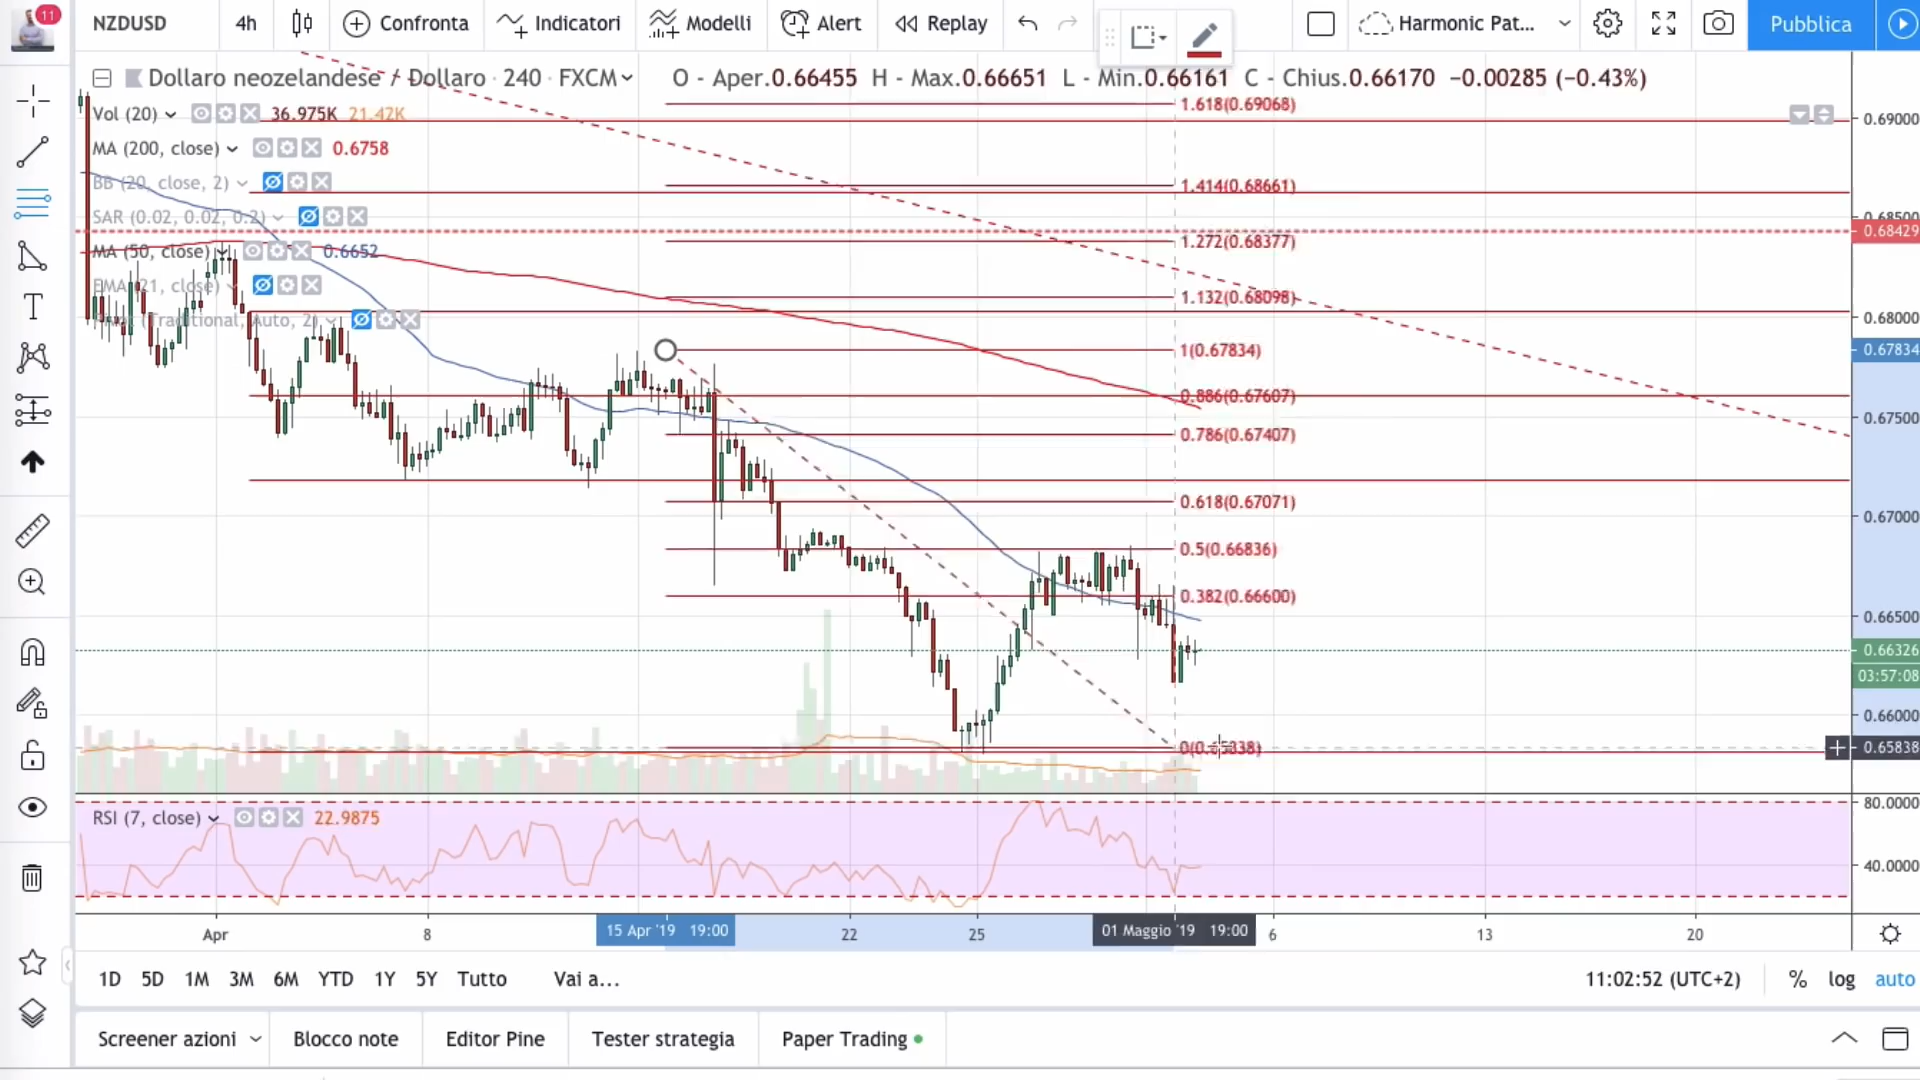 11
NZDUSD
4h
Confronta
Indicatori
Modelli
Alert
Replay
Harmonic Pat...
Pubblica
Dollaro neozelandese / Dollaro · 240 · FXCM
O - Aper.0.66455 H - Max.0.66651 L - Min.0.66161 C - Chius.0.66170 −0.00285 (−0.43%)
Vol (20) 36.975K 21.42K
MA (200, close) 0.6758
BB (20, close, 2)
SAR (0.02, 0.02, 0.2)
MA (50, close) 0.6652
EMA (21, close)
(Traditional, Auto, 2)
1.618(0.69068)
1.414(0.68661)
1.272(0.68377)
1.132(0.68098)
1(0.67834)
0.886(0.67607)
0.786(0.67407)
0.618(0.67071)
0.5(0.66836)
0.382(0.66600)
0.69000
0.68500
0.68429
0.68000
0.67834
0.67500
0.67000
0.66500
0.66326
03:57:08
0.66000
0.65838
RSI (7, close) 22.9875
80.0000
40.0000
Apr
8
15 Apr '19 19:00
22
25
01 Maggio '19 19:00
6
13
20
1D 5D 1M 3M 6M YTD 1Y 5Y Tutto Vai a...
11:02:52 (UTC+2) % log auto
Screener azioni
Blocco note
Editor Pine
Tester strategia
Paper Trading